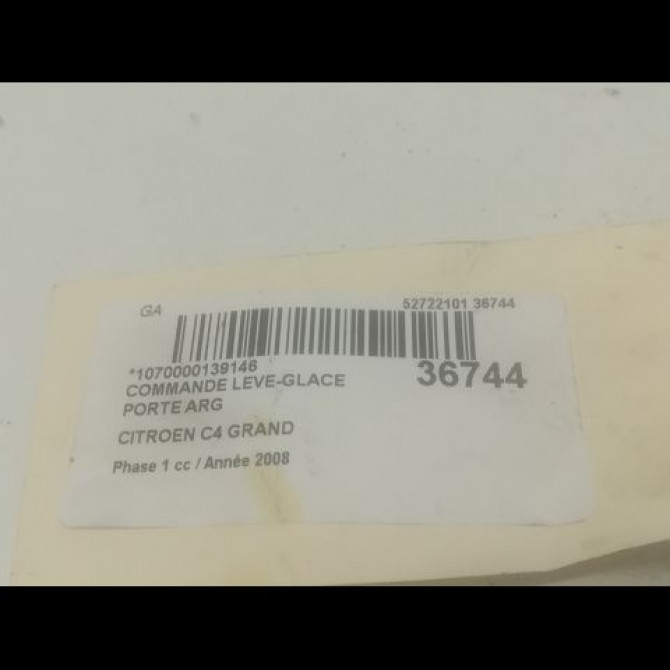 GA
52722101 36744
*1070000139146
36744
COMMANDE LEVE-GLACE
PORTE ARG
CITROEN C4 GRAND
Phase 1 cc / Année 2008